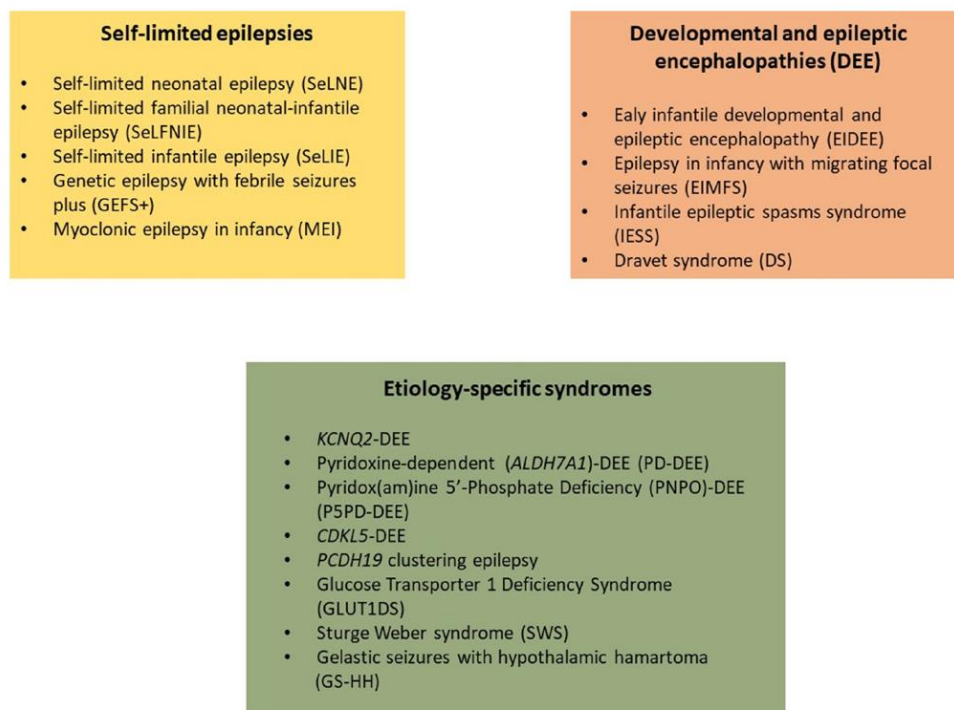 Self-limited epilepsies
• Self-limited neonatal epilepsy (SeLNE)
• Self-limited familial neonatal-infantile
epilepsy (SeLFNIE)
• Self-limited infantile epilepsy (SeLIE)
• Genetic epilepsy with febrile seizures
plus (GEFS+)
• Myoclonic epilepsy in infancy (MEI)
Developmental and epileptic
encephalopathies (DEE)
• Ealy infantile developmental and
epileptic encephalopathy (EIDEE)
• Epilepsy in infancy with migrating focal
seizures (EIMFS)
• Infantile epileptic spasms syndrome
(IESS)
• Dravet syndrome (DS)
Etiology-specific syndromes
• KCNQ2-DEE
• Pyridoxine-dependent (ALDH7A1)-DEE (PD-DEE)
• Pyridox(am)ine 5’-Phosphate Deficiency (PNPO)-DEE
(P5PD-DEE)
• CDKL5-DEE
• PCDH19 clustering epilepsy
• Glucose Transporter 1 Deficiency Syndrome
(GLUT1DS)
• Sturge Weber syndrome (SWS)
• Gelastic seizures with hypothalamic hamartoma
(GS-HH)